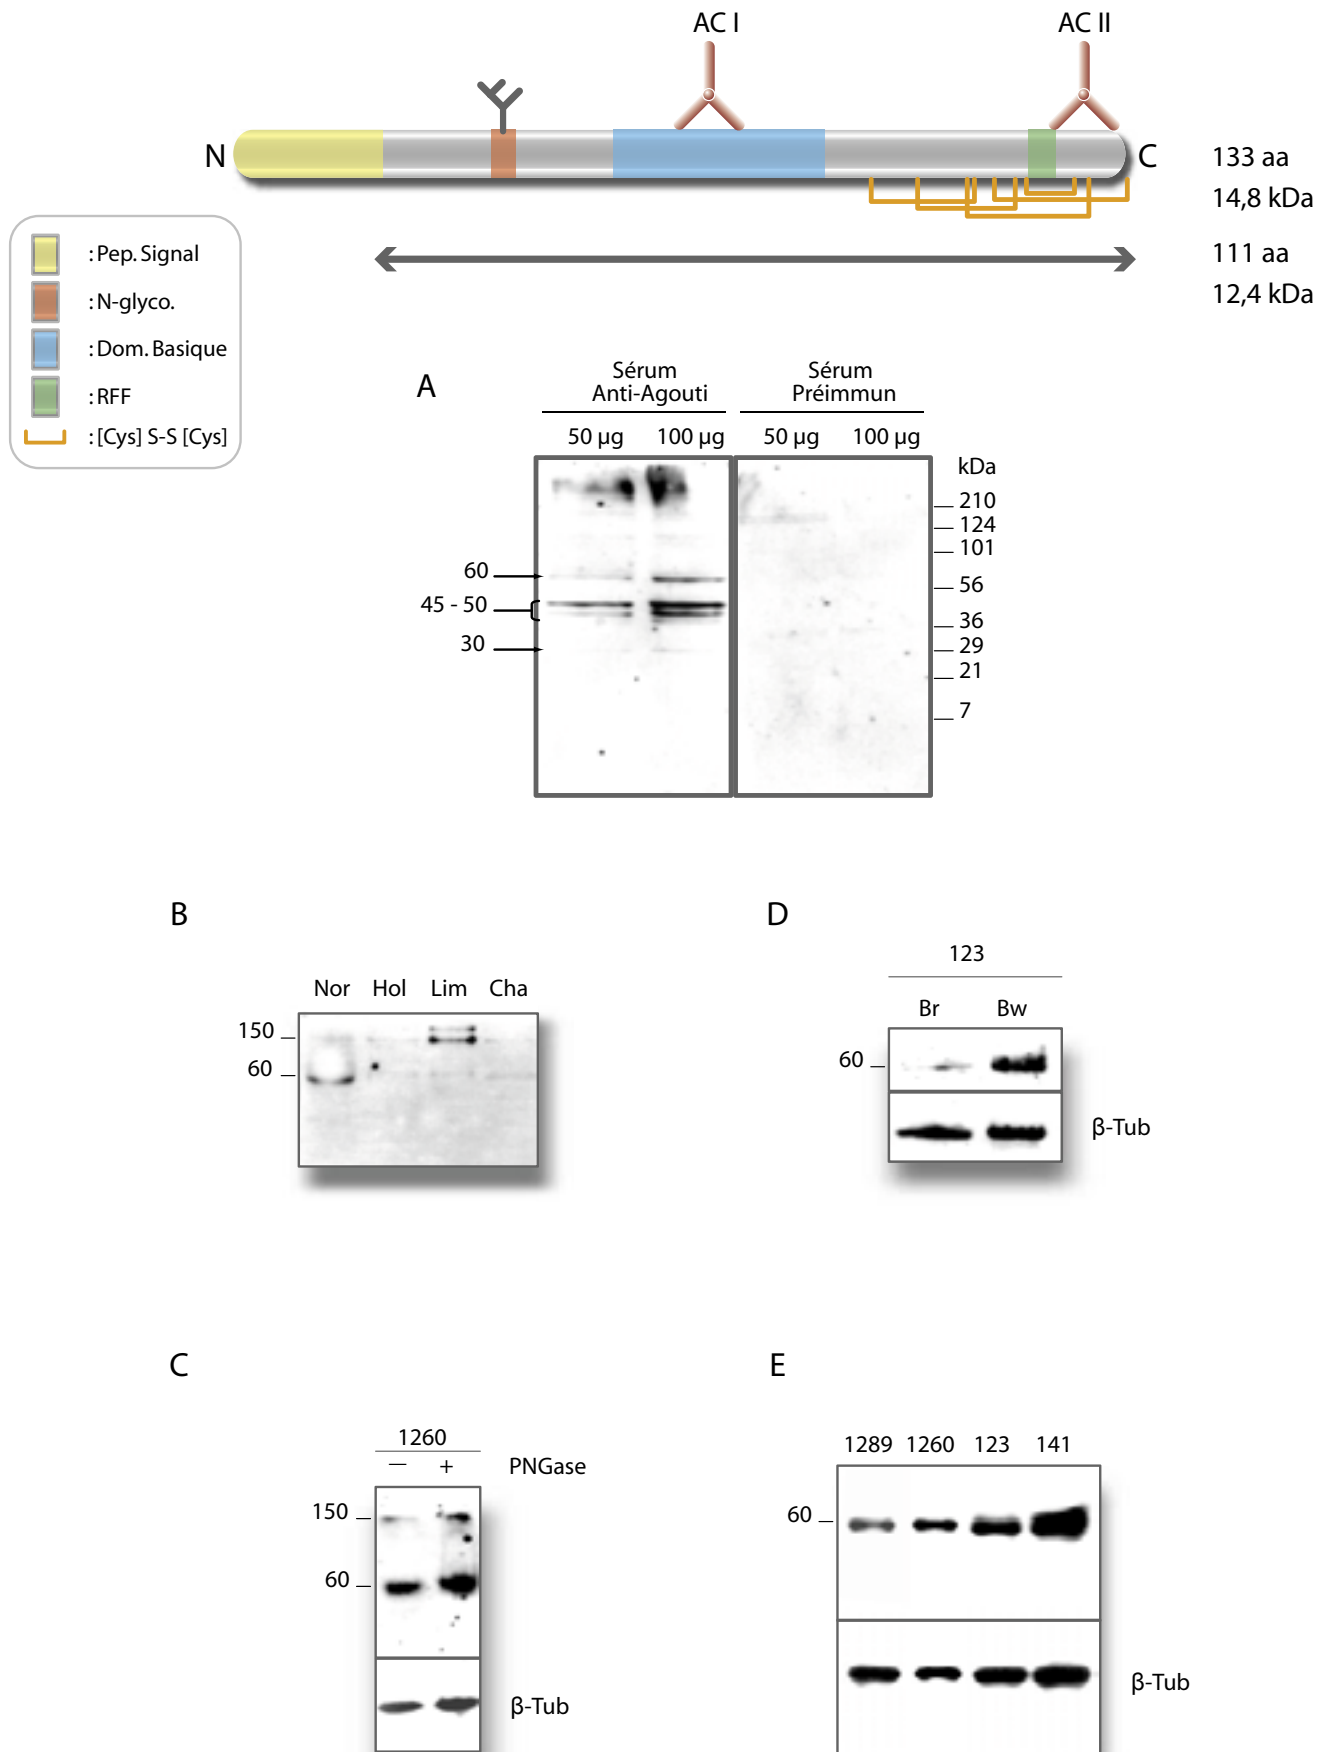 AC I
AC II
N
C
133 aa
14,8 kDa
111 aa
12,4 kDa
: Pep. Signal
: N-glyco.
: Dom. Basique
: RFF
: [Cys] S-S [Cys]
A
Sérum
Anti-Agouti
Sérum
Préimmun
50 µg
100 µg
50 µg
100 µg
kDa
210
124
101
56
36
29
21
7
60
45 - 50
30
B
Nor Hol Lim Cha
150
60
D
123
Br Bw
60
β-Tub
C
1260
— + PNGase
150
60
β-Tub
E
1289 1260 123 141
60
β-Tub